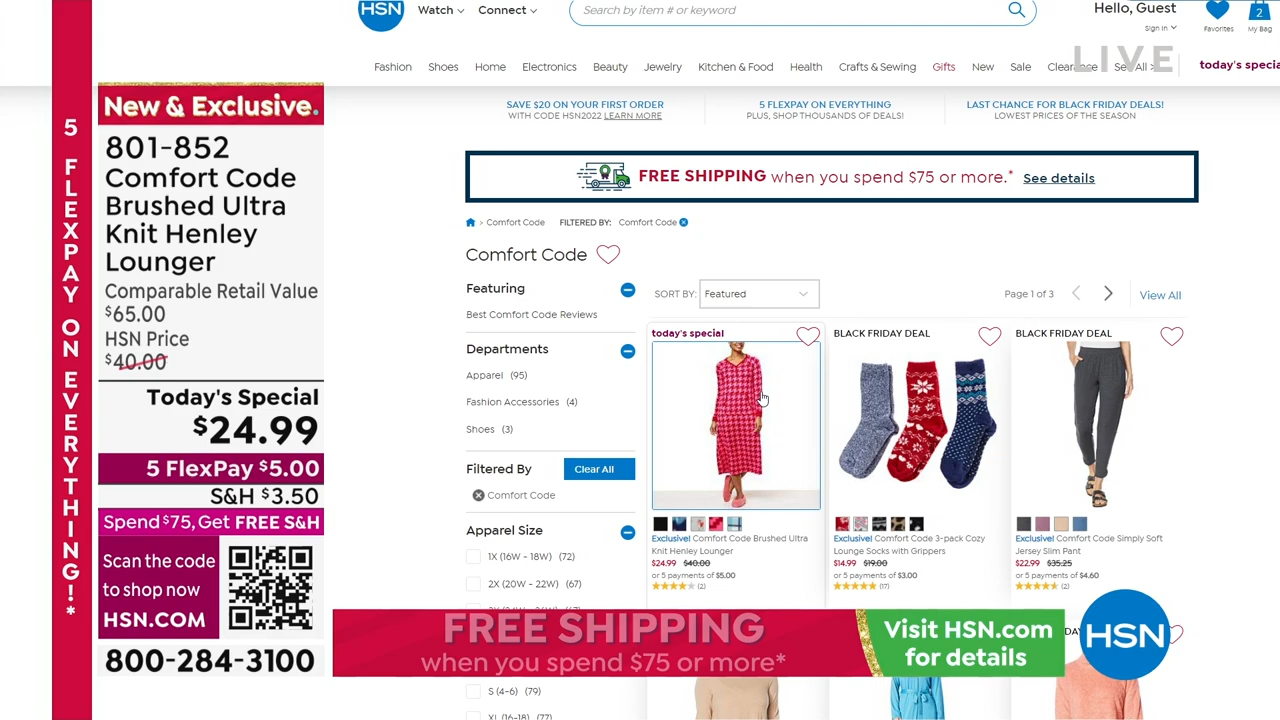 5 FLEXPAY ON EVERYTHING!*
New & Exclusive.
801-852
Comfort Code
Brushed Ultra
Knit Henley
Lounger
Comparable Retail Value
$65.00
HSN Price
$40.00
Today's Special
$24.99
5 FlexPay $5.00
S&H $3.50
Spend $75, Get FREE S&H
Scan the code
to shop now
HSN.COM
800-284-3100
HSN
Watch
Connect
Search by item # or keyword
Hello, Guest
Sign in
Favorites
2
My Bag
LIVE
Fashion Shoes Home Electronics Beauty Jewelry Kitchen & Food Health Crafts & Sewing Gifts New Sale Clearance See All >
today's specia
SAVE $20 ON YOUR FIRST ORDER
WITH CODE HSN2022 LEARN MORE
5 FLEXPAY ON EVERYTHING
PLUS, SHOP THOUSANDS OF DEALS!
LAST CHANCE FOR BLACK FRIDAY DEALS!
LOWEST PRICES OF THE SEASON
FREE SHIPPING when you spend $75 or more.* See details
> Comfort Code FILTERED BY: Comfort Code
Comfort Code
Featuring
Best Comfort Code Reviews
Departments
Apparel (95)
Fashion Accessories (4)
Shoes (3)
Filtered By Clear All
Comfort Code
Apparel Size
1X (16W - 18W) (72)
2X (20W - 22W) (67)
S (4-6) (79)
XL (16-18) (77)
SORT BY: Featured
Page 1 of 3
View All
today's special
Exclusive! Comfort Code Brushed Ultra
Knit Henley Lounger
$24.99 $40.00
or 5 payments of $5.00
(2)
BLACK FRIDAY DEAL
Exclusive! Comfort Code 3-pack Cozy
Lounge Socks with Grippers
$14.99 $19.00
or 5 payments of $3.00
(17)
BLACK FRIDAY DEAL
Exclusive! Comfort Code Simply Soft
Jersey Slim Pant
$22.99 $35.25
or 5 payments of $4.60
(2)
FREE SHIPPING
when you spend $75 or more*
Visit HSN.com
for details
HSN